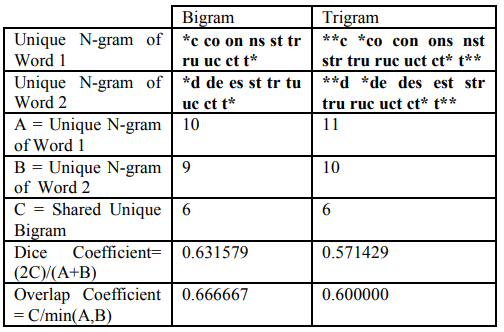 Bigram Trigram
Unique N-gram of Word 1 *c co on ns st tr ru uc ct t* **c *co con ons nst str tru ruc uct ct* t**
Unique N-gram of Word 2 *d de es st tr tu uc ct t* **d *de des est str tru ruc uct ct* t**
A = Unique N-gram of Word 1 10 11
B = Unique N-gram of Word 2 9 10
C = Shared Unique Bigram 6 6
Dice Coefficient= (2C)/(A+B) 0.631579 0.571429
Overlap Coefficient = C/min(A,B) 0.666667 0.600000